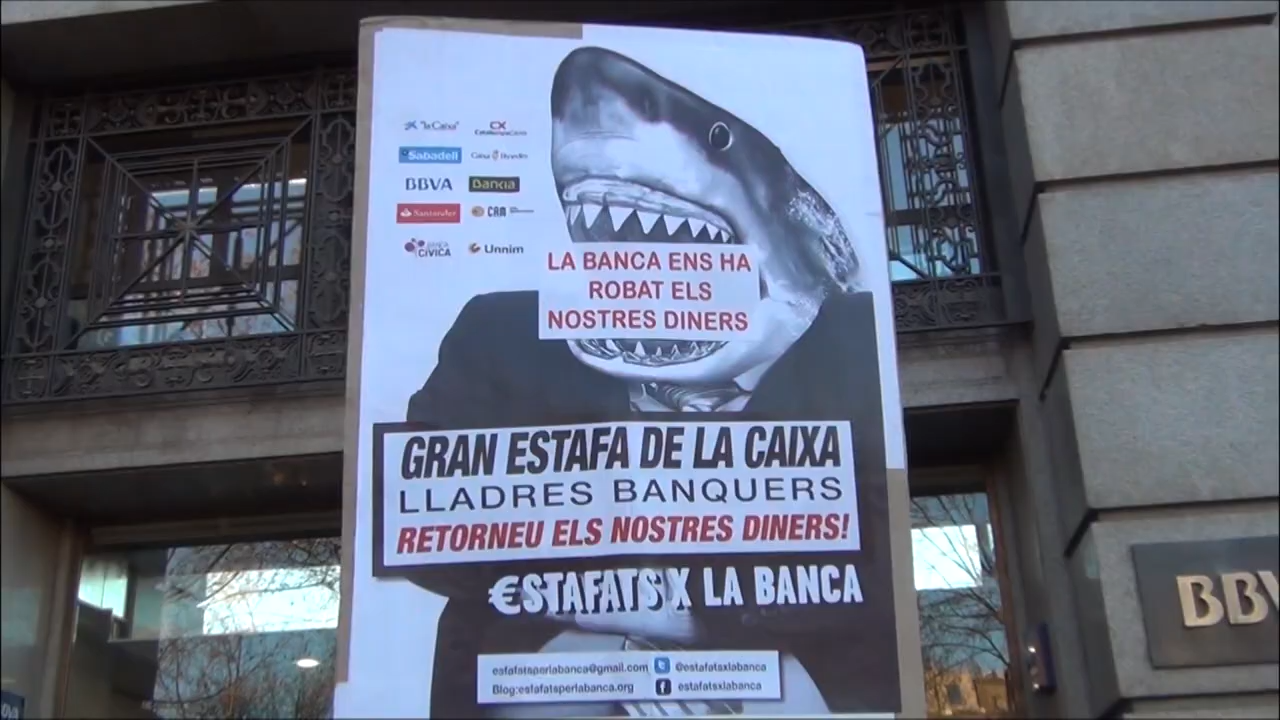 "la Caixa"
CX
Sabadell
BBVA
Bankia
Santander
CAM
CÍVICA
Unnim
LA BANCA ENS HA
ROBAT ELS
NOSTRES DINERS
GRAN ESTAFA DE LA CAIXA
LLADRES BANQUERS
RETORNEU ELS NOSTRES DINERS!
€STAFATS X LA BANCA
estafatsperlabanca@gmail.com
@estafatsxlabanca
Blog:estafatsperlabanca.org
estafatsxlabanca
BBV